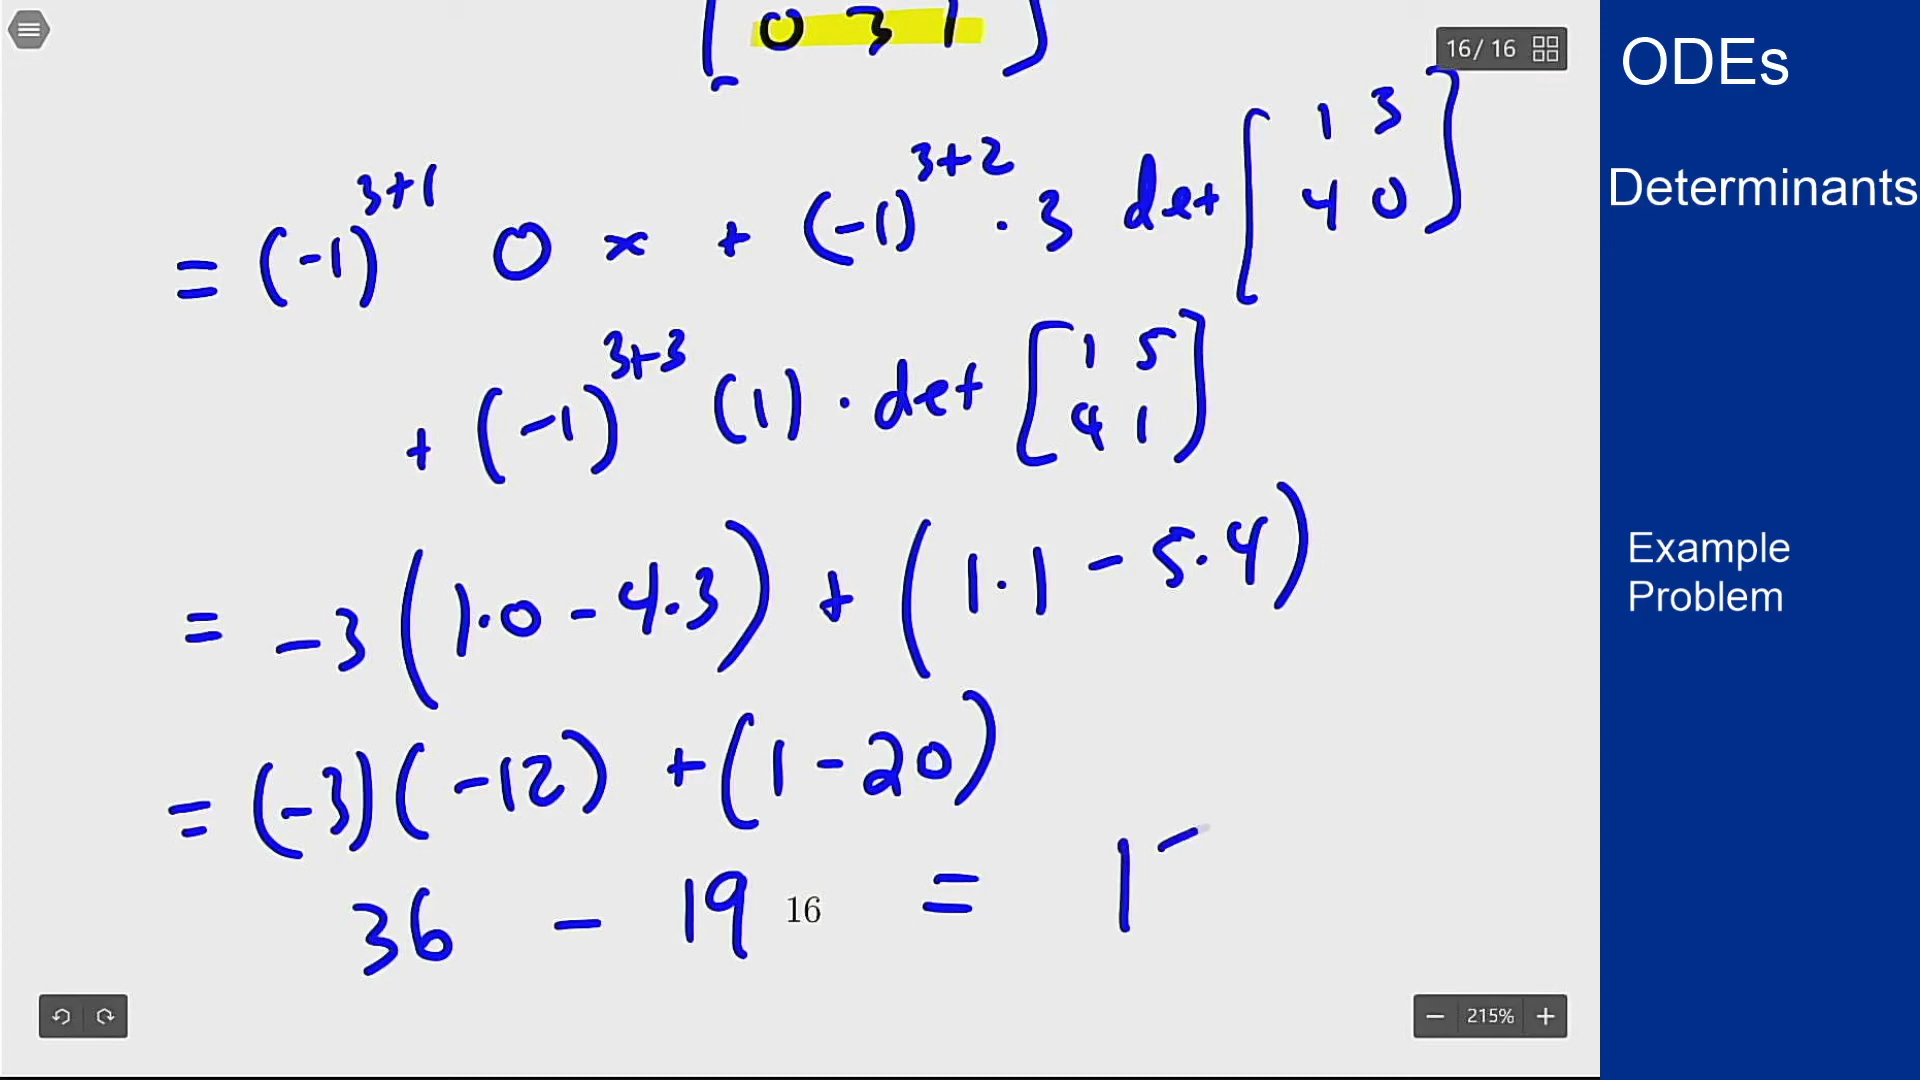 [ 0 3 1 ]
16/ 16
ODEs
Determinants
= (-1)^{3+1} 0 x + (-1)^{3+2} · 3 det [ 1 3
4 0 ]
+ (-1)^{3+3} (1) · det [ 1 5
4 1 ]
= -3 (1·0 - 4·3) + (1·1 - 5·4)
Example
Problem
= (-3)(-12) + (1 - 20)
36 - 19 = 1
16
215%